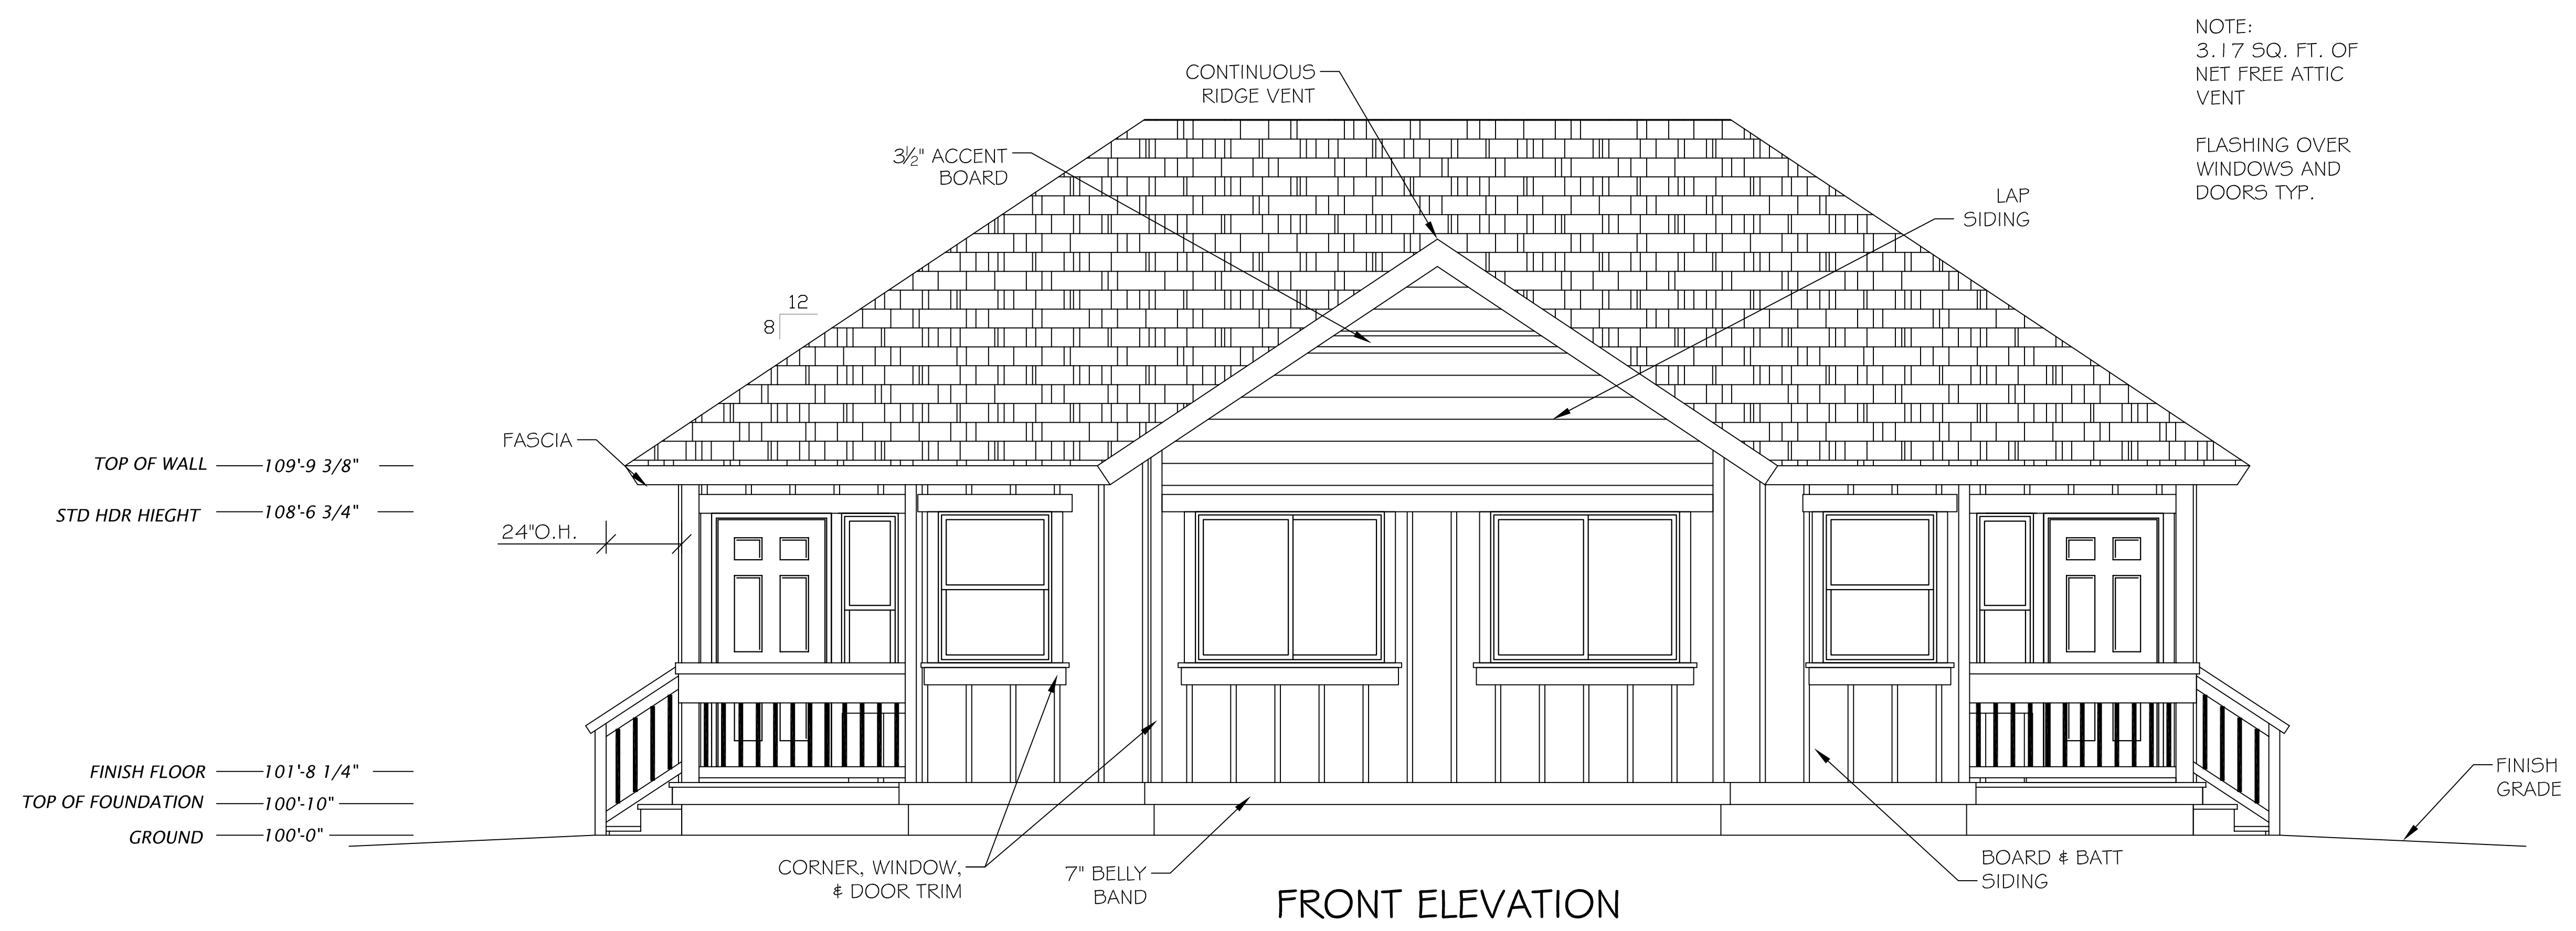 NOTE:
3.17 SQ. FT. OF
NET FREE ATTIC
VENT
FLASHING OVER
WINDOWS AND
DOORS TYP.
CONTINUOUS
RIDGE VENT
3½" ACCENT
BOARD
LAP
SIDING
12
8
FASCIA
TOP OF WALL 109'-9 3/8"
STD HDR HIEGHT 108'-6 3/4"
24"O.H.
FINISH FLOOR 101'-8 1/4"
TOP OF FOUNDATION 100'-10"
GROUND 100'-0"
FINISH
GRADE
CORNER, WINDOW,
& DOOR TRIM
7" BELLY
BAND
BOARD & BATT
SIDING
FRONT ELEVATION